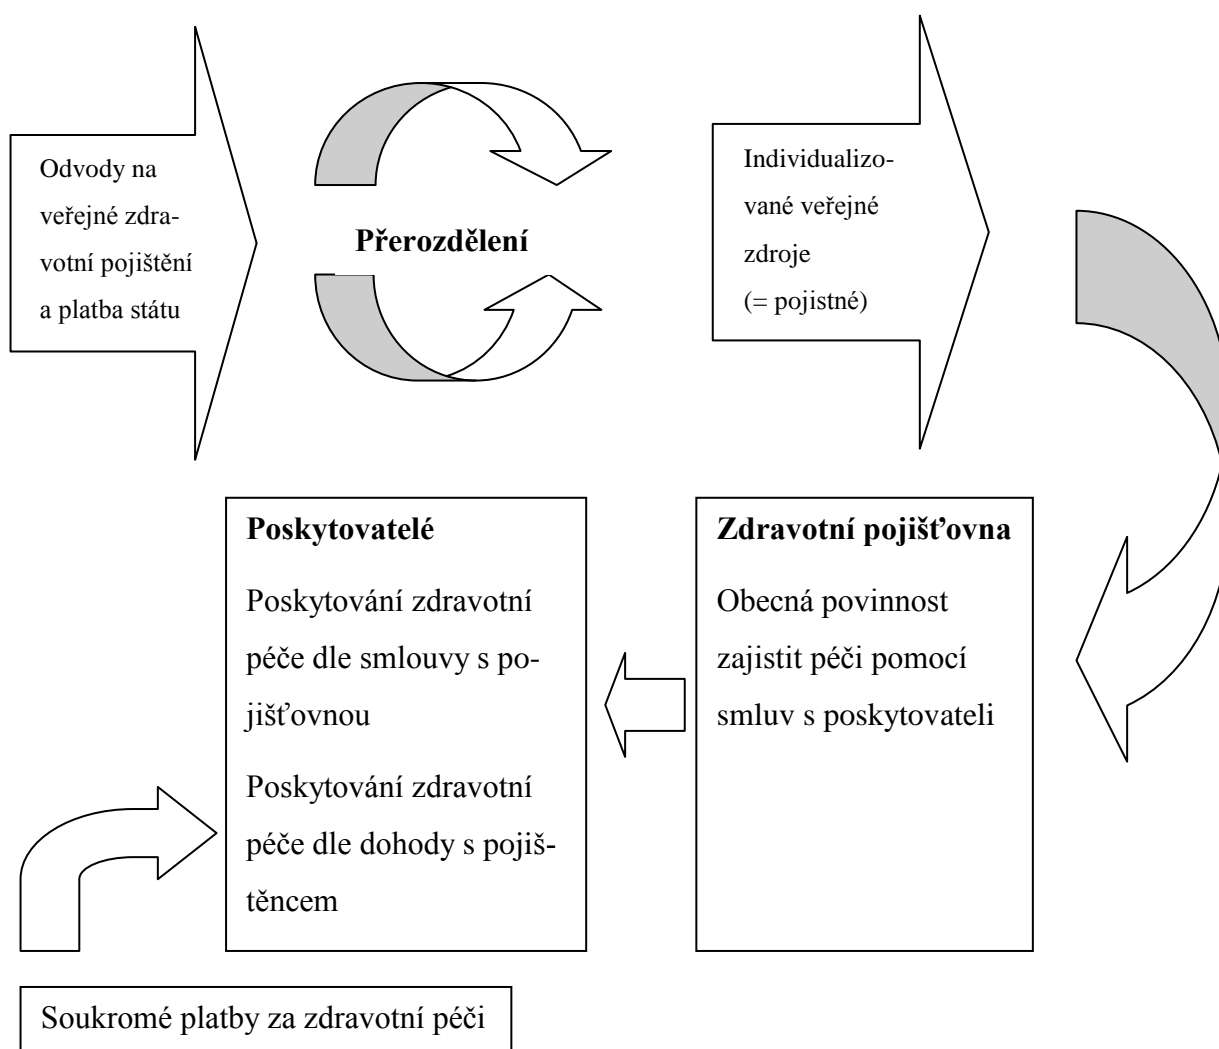 Odvody na
veřejné zdra-
votní pojištění
a platba státu
Přerozdělení
Individualizo-
vané veřejné
zdroje
(= pojistné)
Poskytovatelé
Poskytování zdravotní
péče dle smlouvy s po-
jišťovnou
Poskytování zdravotní
péče dle dohody s pojiš-
těncem
Zdravotní pojišťovna
Obecná povinnost
zajistit péči pomocí
smluv s poskytovateli
Soukromé platby za zdravotní péči